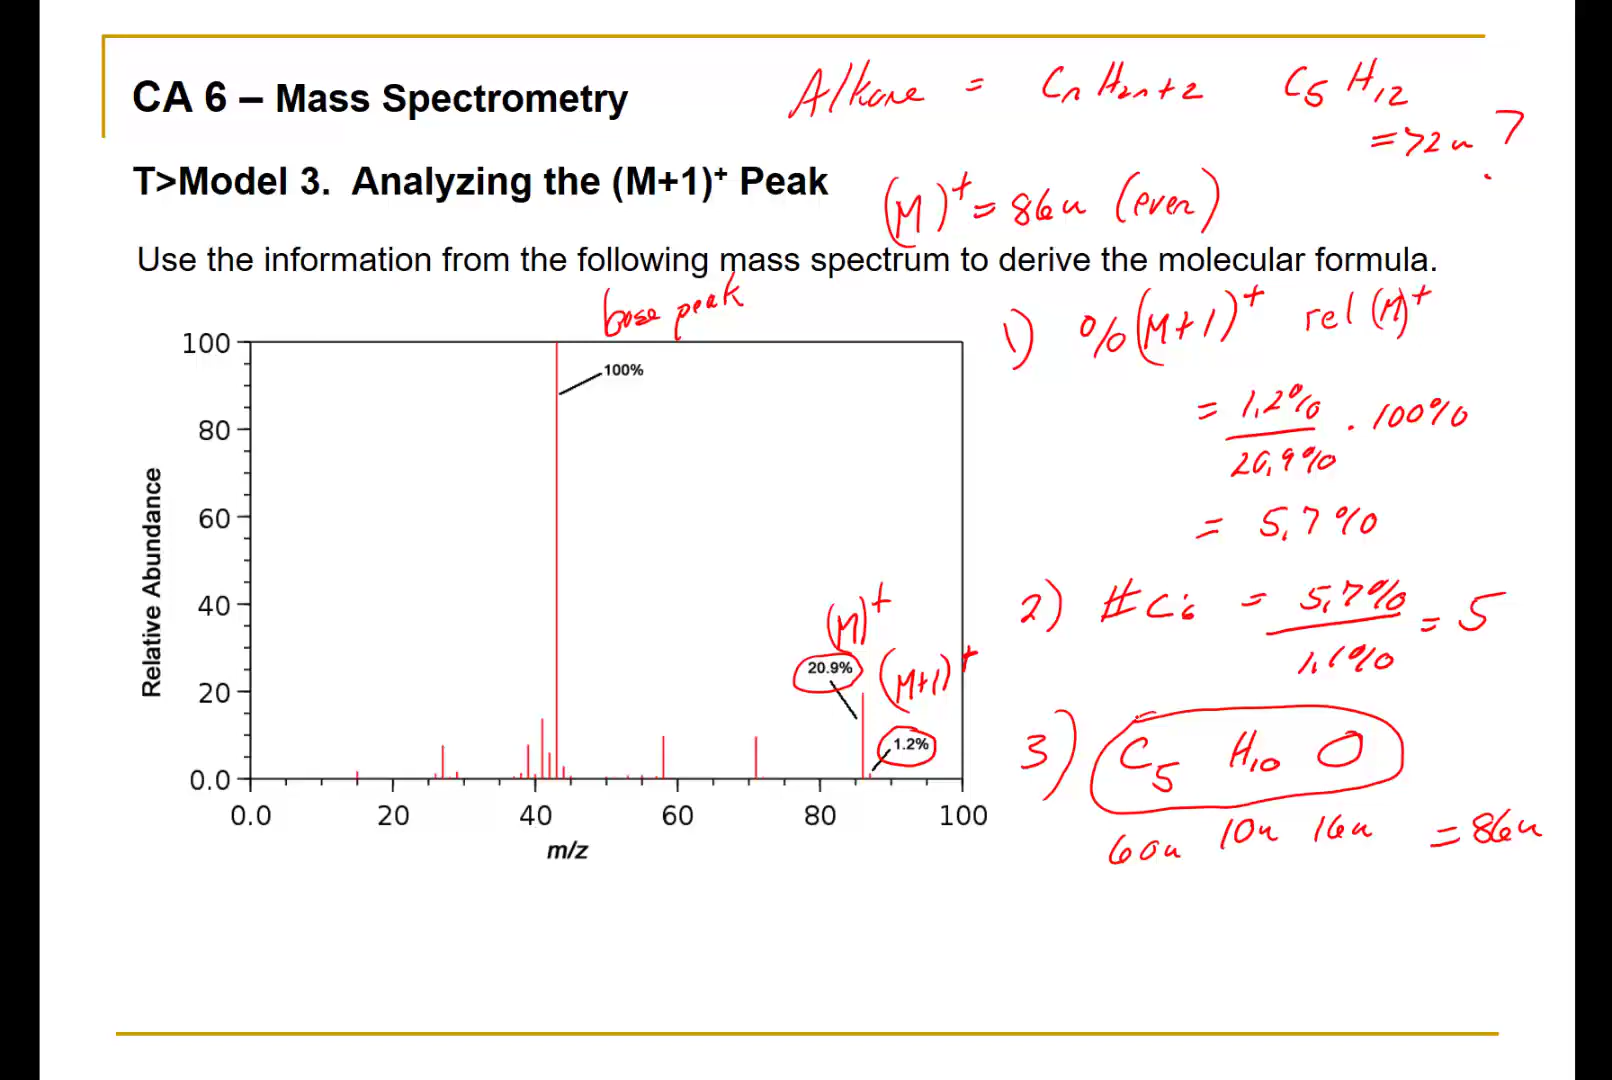 CA 6 – Mass Spectrometry
Alkane = CnH2n+2 C5H12
= 72u ?
T>Model 3. Analyzing the (M+1)+ Peak
(M)+ = 86u (even)
Use the information from the following mass spectrum to derive the molecular formula.
base peak
1) % (M+1)+ rel (M)+
= 1.2% / 20.9% · 100%
= 5.7%
2) # C's = 5.7% / 1.1% = 5
3) C5 H10 O
60u 10u 16u = 86u
100
80
60
40
20
0.0
Relative Abundance
100%
(M)+
20.9%
(M+1)+
1.2%
0.0 20 40 60 80 100
m/z